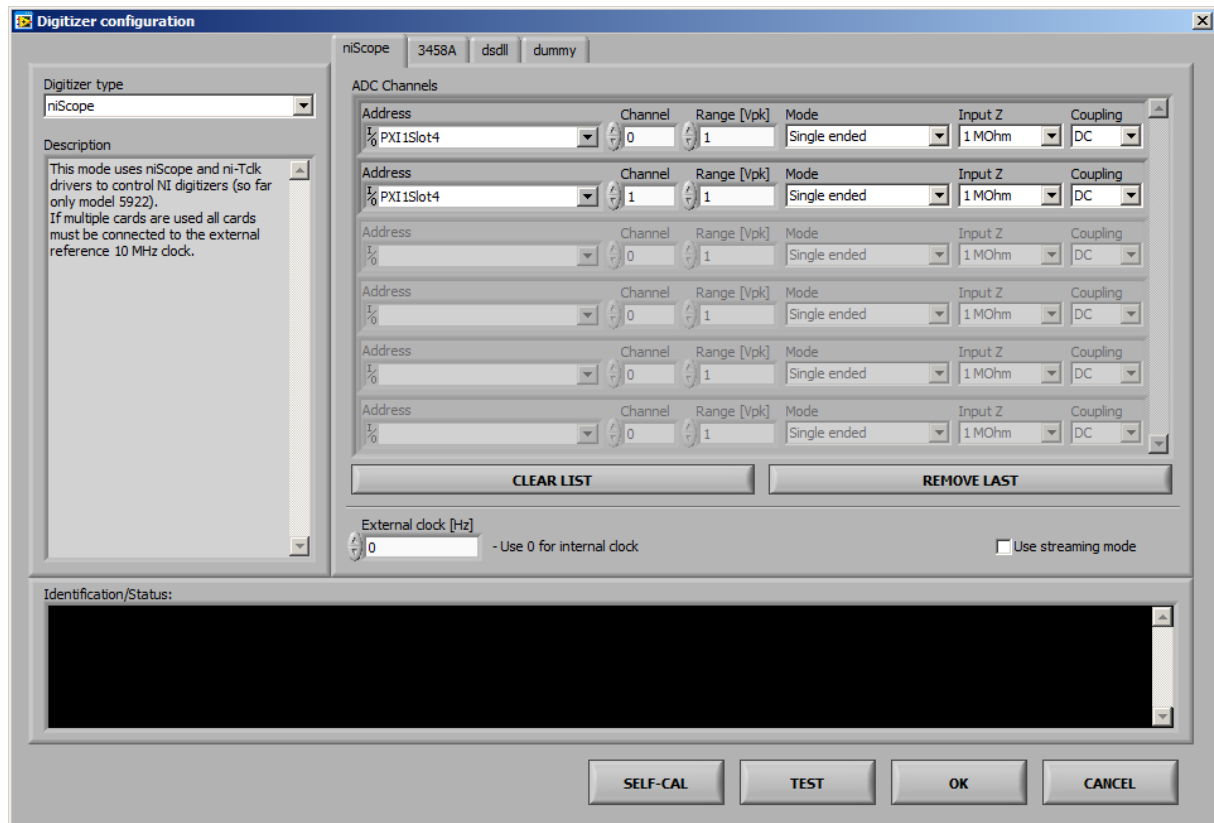 Digitizer configuration
niScope 3458A dsdll dummy
Digitizer type
niScope
Description
This mode uses niScope and ni-Tclk
drivers to control NI digitizers (so far
only model 5922).
If multiple cards are used all cards
must be connected to the external
reference 10 MHz clock.
ADC Channels
Address Channel Range [Vpk] Mode Input Z Coupling
PXI1Slot4 0 1 Single ended 1 MOhm DC
Address Channel Range [Vpk] Mode Input Z Coupling
PXI1Slot4 1 1 Single ended 1 MOhm DC
Address Channel Range [Vpk] Mode Input Z Coupling
0 1 Single ended 1 MOhm DC
Address Channel Range [Vpk] Mode Input Z Coupling
0 1 Single ended 1 MOhm DC
Address Channel Range [Vpk] Mode Input Z Coupling
0 1 Single ended 1 MOhm DC
Address Channel Range [Vpk] Mode Input Z Coupling
0 1 Single ended 1 MOhm DC
CLEAR LIST REMOVE LAST
External clock [Hz]
0 - Use 0 for internal clock Use streaming mode
Identification/Status:
SELF-CAL TEST OK CANCEL